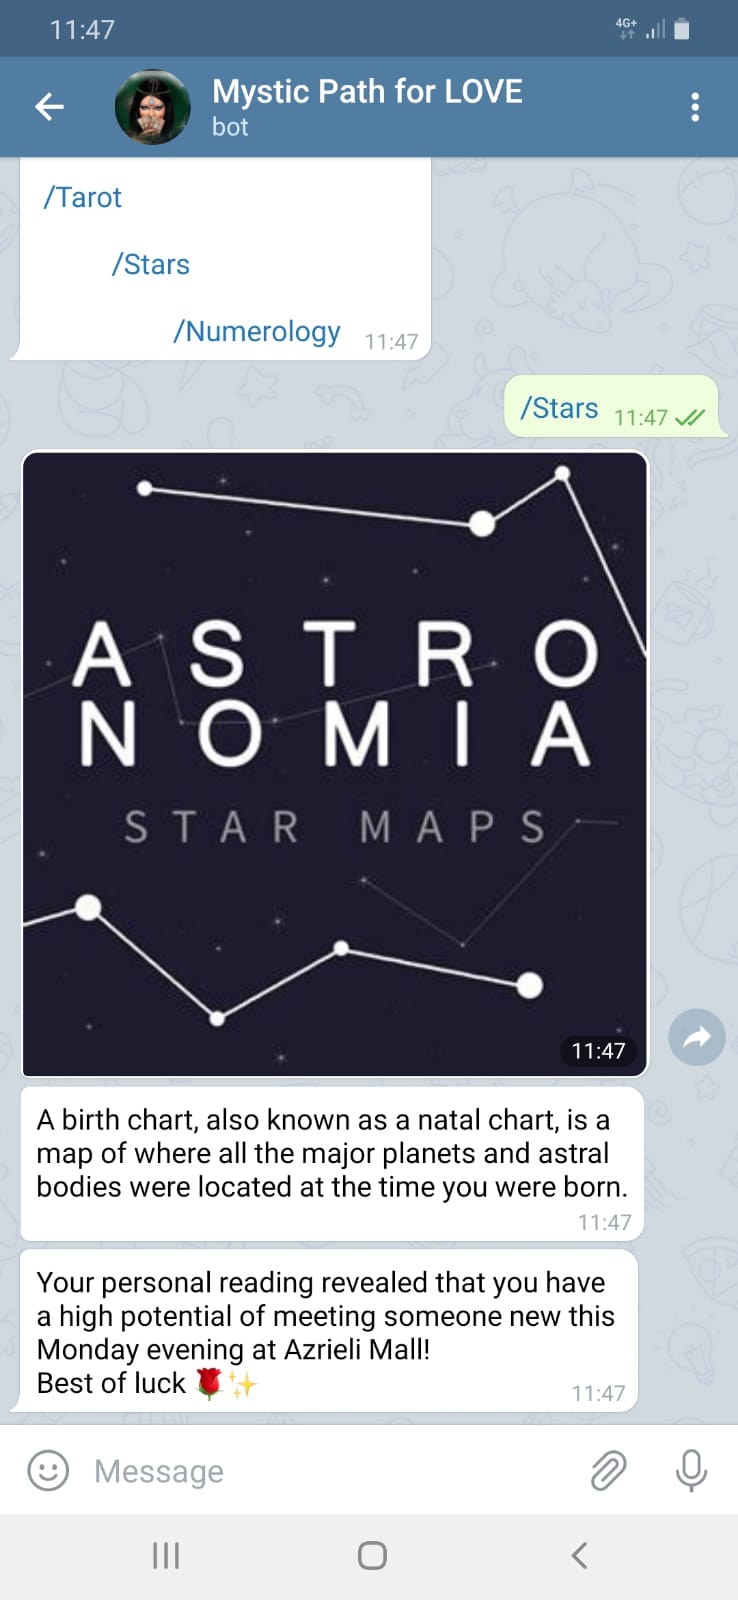 11:47
4G+
Mystic Path for LOVE
bot
/Tarot
/Stars
/Numerology 11:47
/Stars 11:47
ASTRO
NOMIA
STAR MAPS
11:47
A birth chart, also known as a natal chart, is a
map of where all the major planets and astral
bodies were located at the time you were born.
11:47
Your personal reading revealed that you have
a high potential of meeting someone new this
Monday evening at Azrieli Mall!
Best of luck 🌹✨
11:47
Message